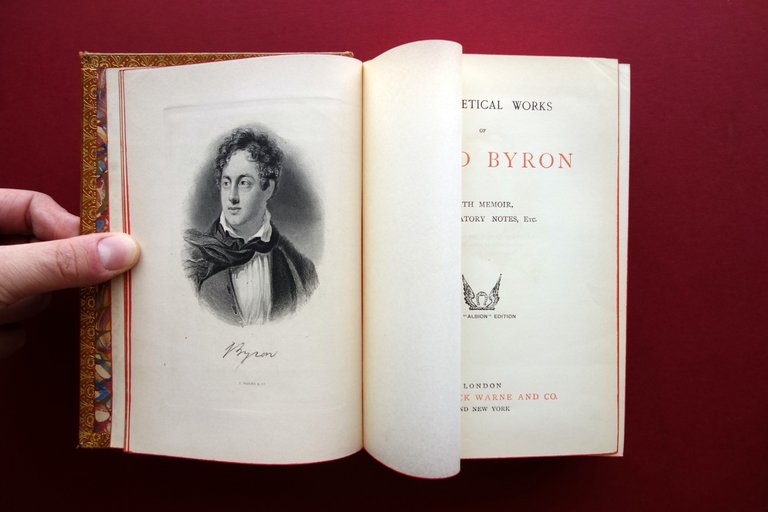 Byron
ETICAL WORKS
OF
D BYRON
TH MEMOIR,
ATORY NOTES, Etc.
"ALBION" EDITION
LONDON
CK WARNE AND CO.
ND NEW YORK